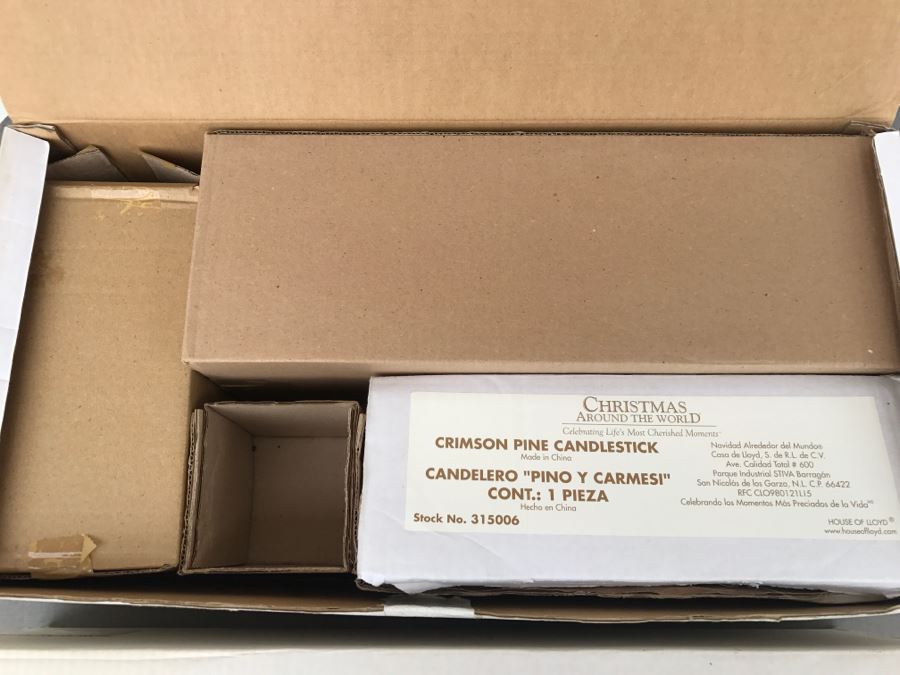 CHRISTMAS
AROUND THE WORLD
Celebrating Life's Most Cherished Moments™
CRIMSON PINE CANDLESTICK
Made in China
CANDELERO "PINO Y CARMESI"
CONT.: 1 PIEZA
Hecho en China
Stock No. 315006
Navidad Alrededor del Mundo
Casa de Lloyd, S. de R.L. de C.V.
Ave. Calidad Total # 600
Parque Industrial STIVA Barragán
San Nicolás de los Garza, N.L. C.P. 66422
RFC CLO980121LI5
Celebrando los Momentos Más Preciados de la Vida
HOUSE OF LLOYD®
www.houseoflloyd.com